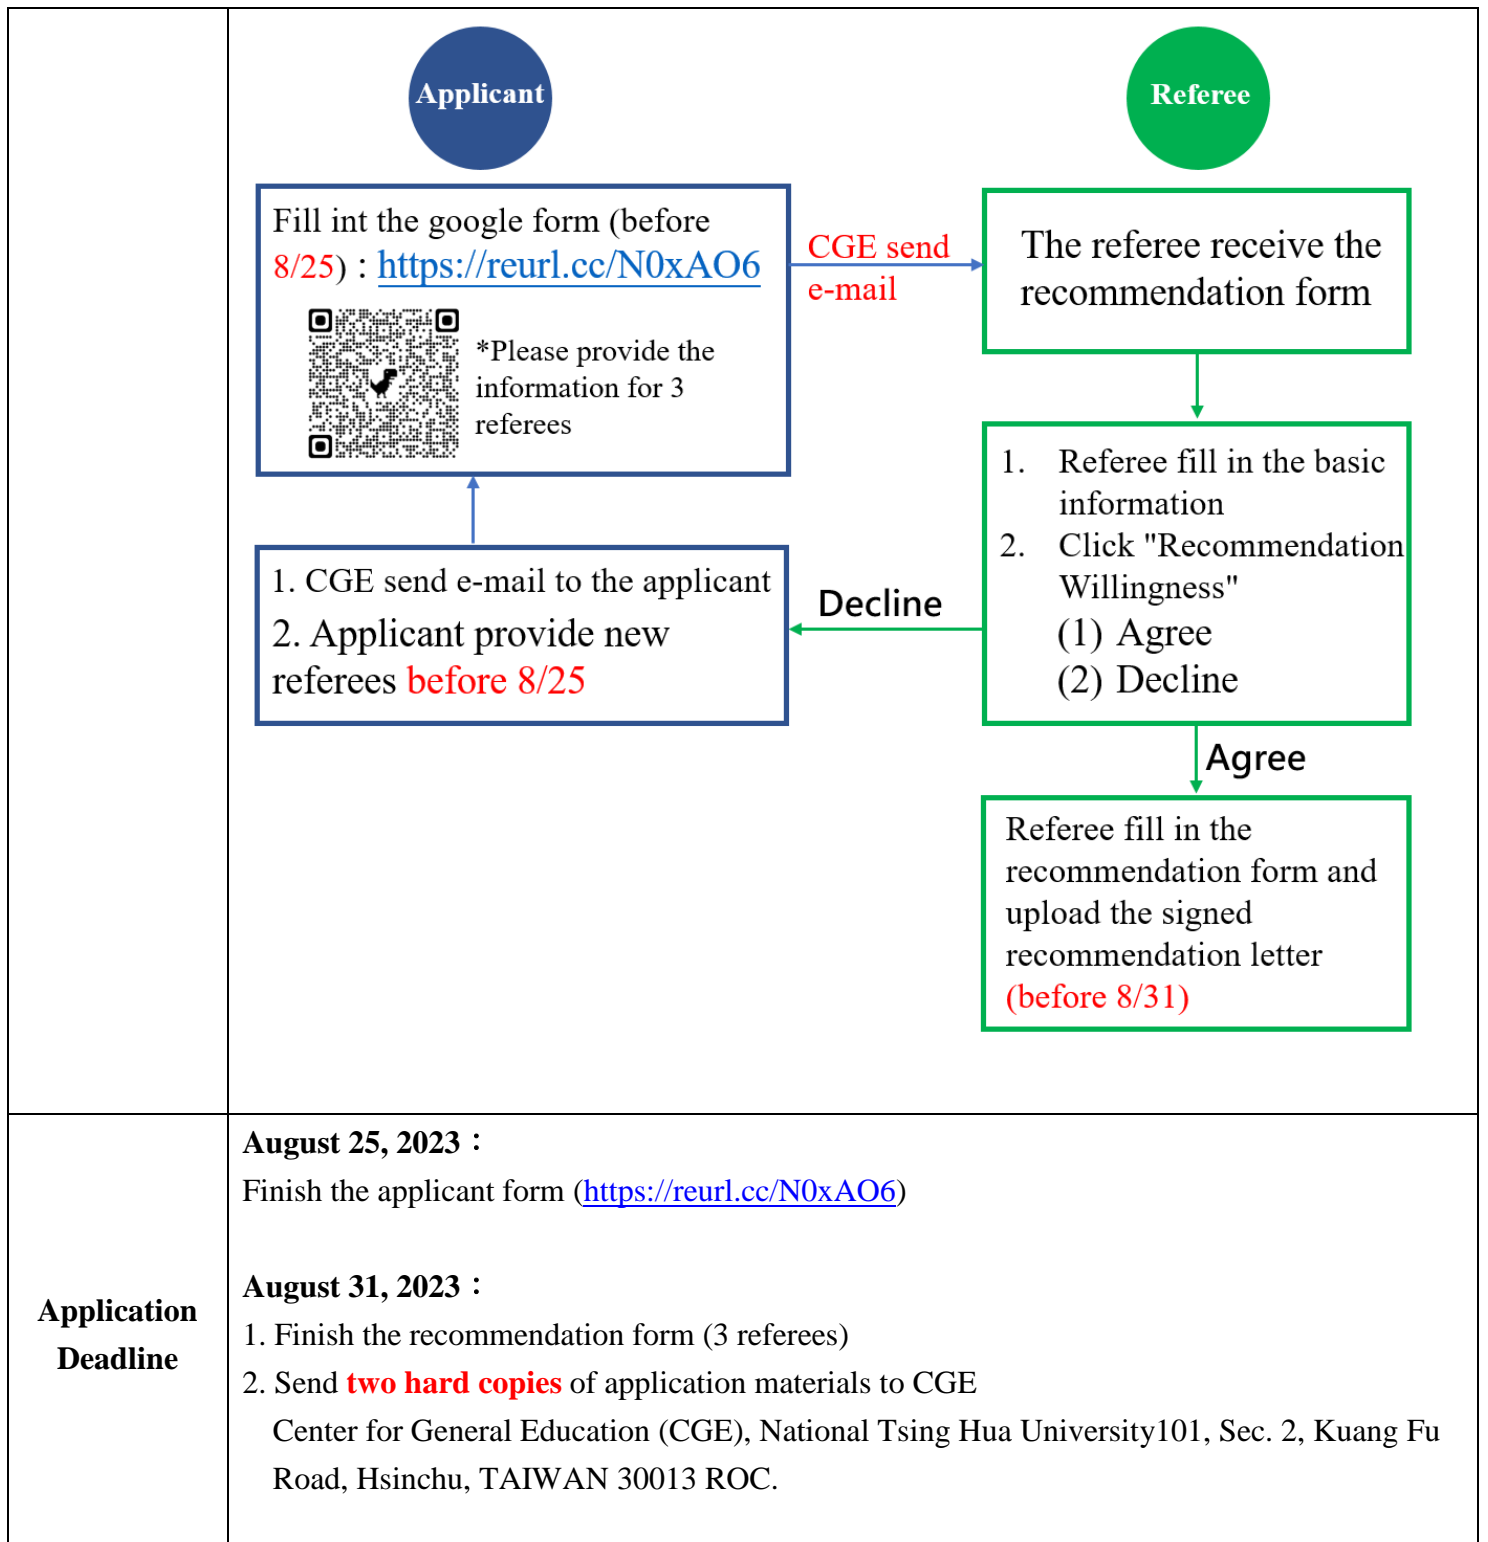 Applicant
Referee
Fill int the google form (before
8/25) : https://reurl.cc/N0xAO6
*Please provide the
information for 3
referees
CGE send
e-mail
The referee receive the
recommendation form
1. Referee fill in the basic
information
2. Click "Recommendation
Willingness"
(1) Agree
(2) Decline
Decline
1. CGE send e-mail to the applicant
2. Applicant provide new
referees before 8/25
Agree
Referee fill in the
recommendation form and
upload the signed
recommendation letter
(before 8/31)
Application
Deadline
August 25, 2023：
Finish the applicant form (https://reurl.cc/N0xAO6)
August 31, 2023：
1. Finish the recommendation form (3 referees)
2. Send two hard copies of application materials to CGE
Center for General Education (CGE), National Tsing Hua University101, Sec. 2, Kuang Fu
Road, Hsinchu, TAIWAN 30013 ROC.